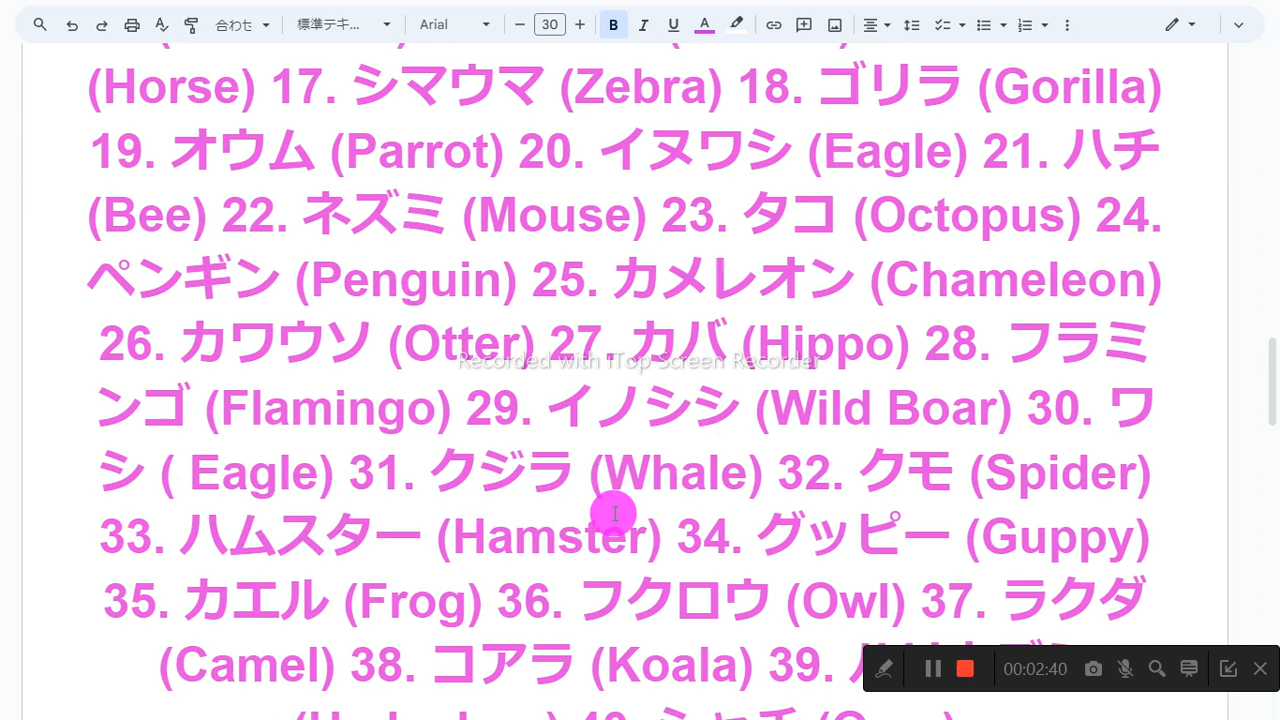 合わせ 標準テキ... Arial 30 B I U A
(Horse) 17. シマウマ (Zebra) 18. ゴリラ (Gorilla)
19. オウム (Parrot) 20. イヌワシ (Eagle) 21. ハチ
(Bee) 22. ネズミ (Mouse) 23. タコ (Octopus) 24.
ペンギン (Penguin) 25. カメレオン (Chameleon)
26. カワウソ (Otter) 27. カバ (Hippo) 28. フラミ
Recorded with iTop Screen Recorder
ンゴ (Flamingo) 29. イノシシ (Wild Boar) 30. ワ
シ ( Eagle) 31. クジラ (Whale) 32. クモ (Spider)
33. ハムスター (Hamster) 34. グッピー (Guppy)
35. カエル (Frog) 36. フクロウ (Owl) 37. ラクダ
(Camel) 38. コアラ (Koala) 39.
00:02:40
40. シャチ (Orca)